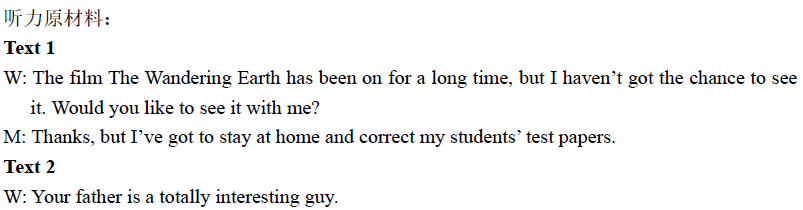 听力原材料：
Text 1
W: The film The Wandering Earth has been on for a long time, but I haven’t got the chance to see
it. Would you like to see it with me?
M: Thanks, but I’ve got to stay at home and correct my students’ test papers.
Text 2
W: Your father is a totally interesting guy.